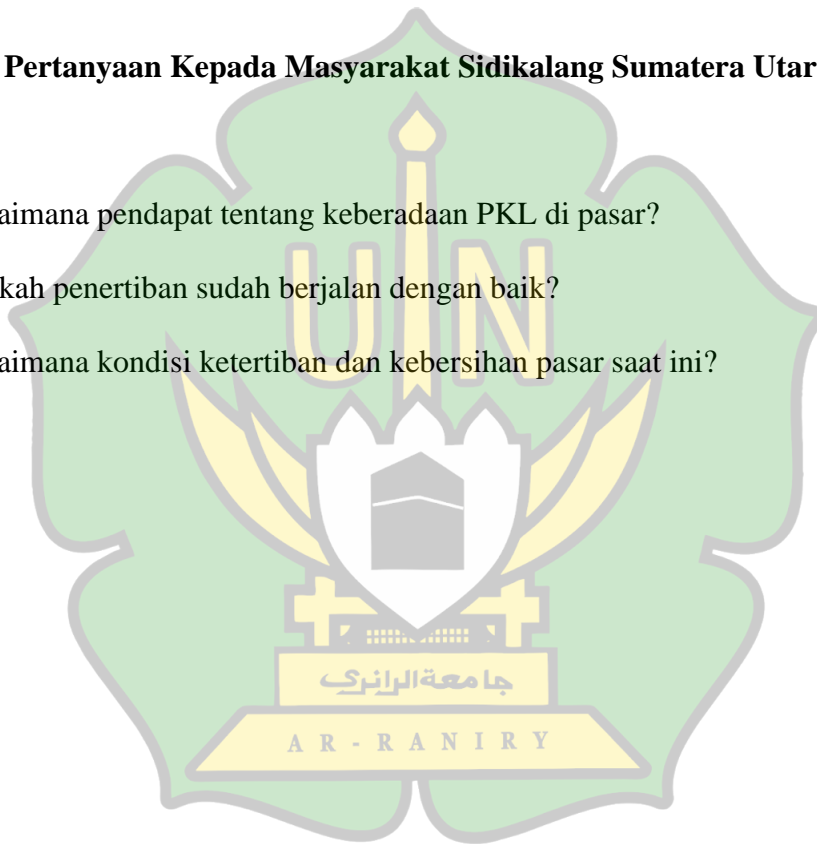 Pertanyaan Kepada Masyarakat Sidikalang Sumatera Utar
aimana pendapat tentang keberadaan PKL di pasar?
kah penertiban sudah berjalan dengan baik?
aimana kondisi ketertiban dan kebersihan pasar saat ini?
UIN
جامعةالرانري
AR-RANIRY